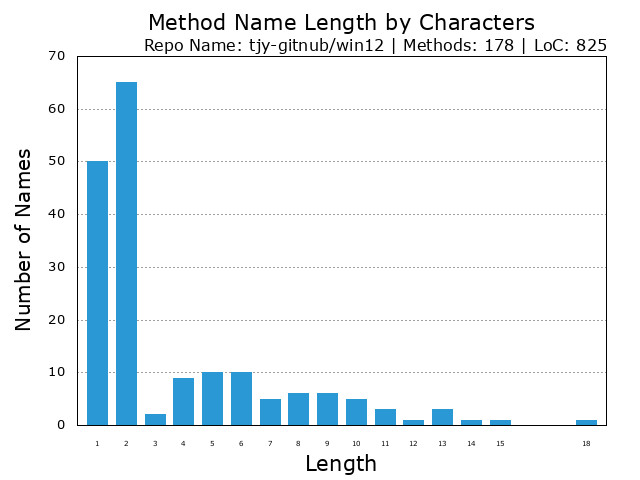 Method Name Length by Characters
Repo Name: tjy-gitnub/win12 | Methods: 178 | LoC: 825
70
60
50
40
30
20
10
0
Number of Names
1 2 3 4 5 6 7 8 9 10 11 12 13 14 15 18
Length